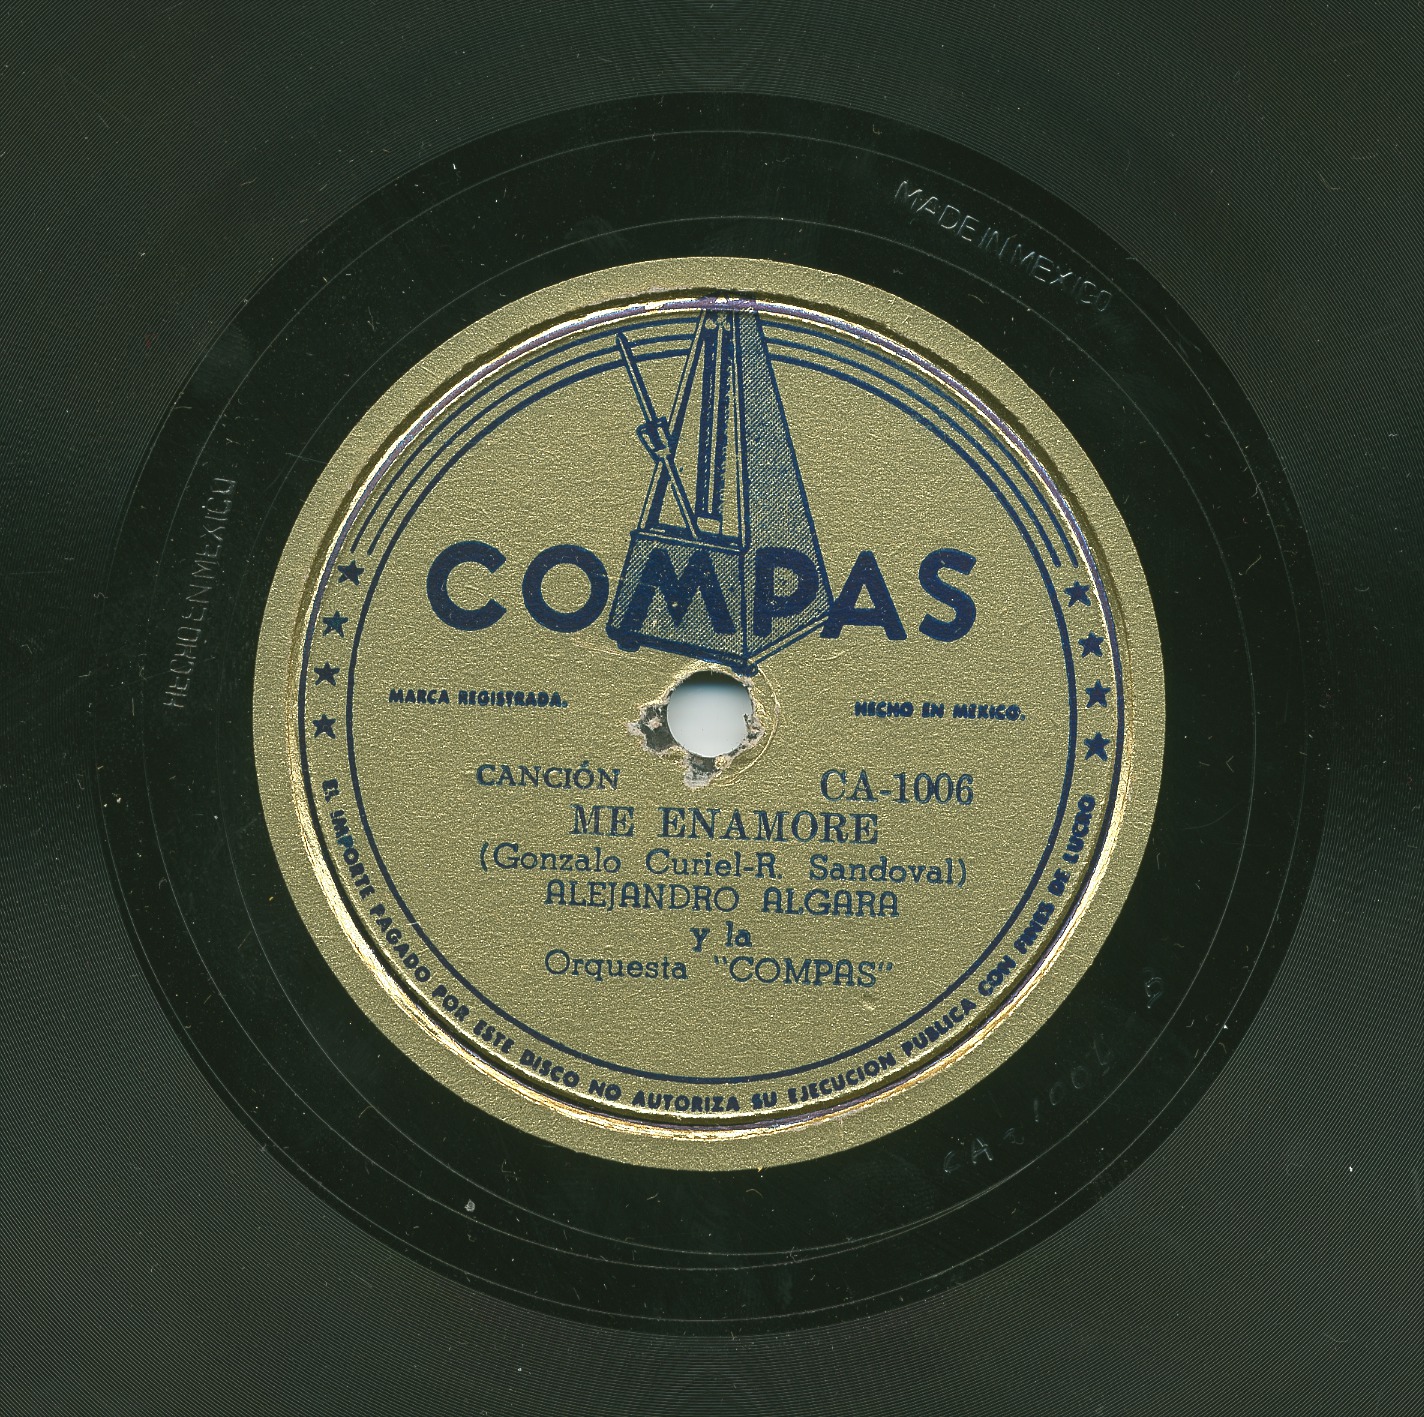 COMPAS
MARCA REGISTRADA.
HECHO EN MEXICO.
CANCIÓN
CA-1006
ME ENAMORE
(Gonzalo Curiel-R. Sandoval)
ALEJANDRO ALGARA
y la
Orquesta "COMPAS"
EL IMPORTE PAGADO POR ESTE DISCO NO AUTORIZA SU EJECUCION PUBLICA CON FINES DE LUCRO
MADE IN MEXICO
HECHO EN MEXICO
CA-1006